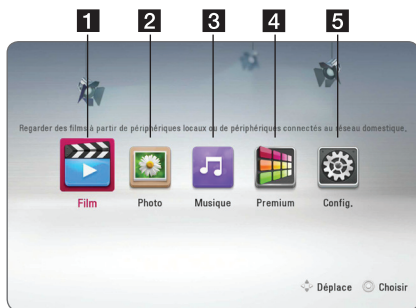 1 2 3 4 5
Regarder des films à partir de périphériques locaux ou de périphériques connectés au réseau domestique.
Film Photo Musique Premium Config.
Déplace Choisir